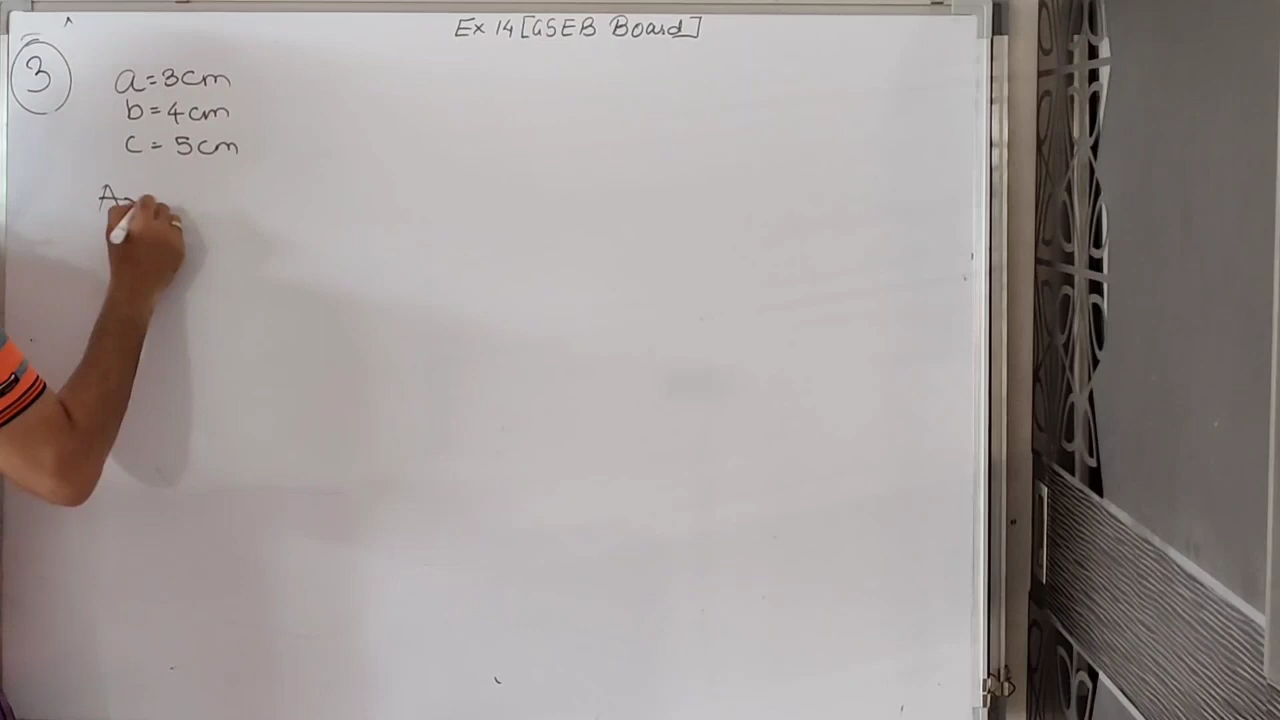 Ex 14 [GSEB Board]
3
a = 3cm
b = 4cm
c = 5cm